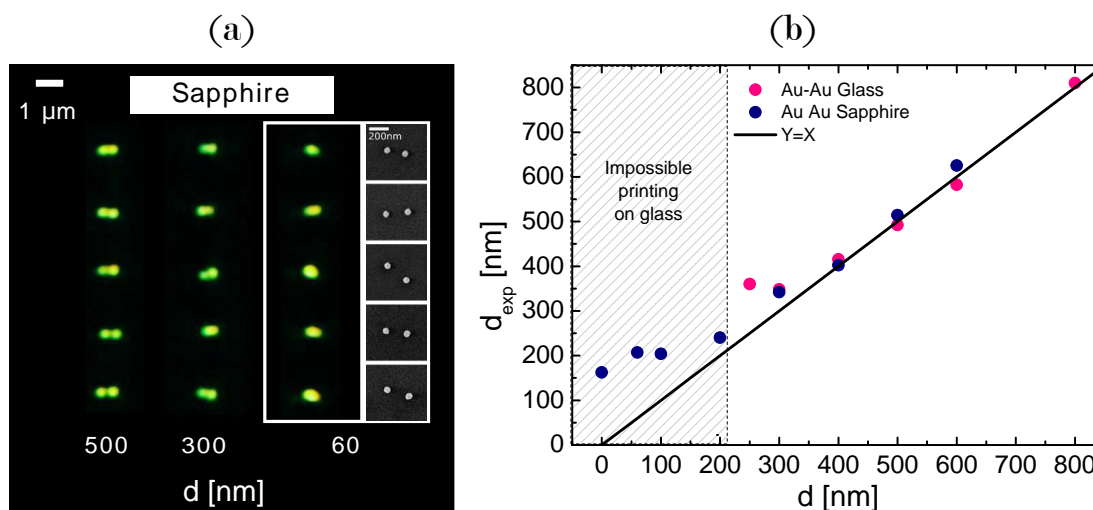 (a)
1 µm
Sapphire
200nm
500 300 60
d [nm]
(b)
800
700
600
500
400
300
200
100
0
d_exp [nm]
Au-Au Glass
Au Au Sapphire
Y=X
Impossible
printing
on glass
0 100 200 300 400 500 600 700 800
d [nm]